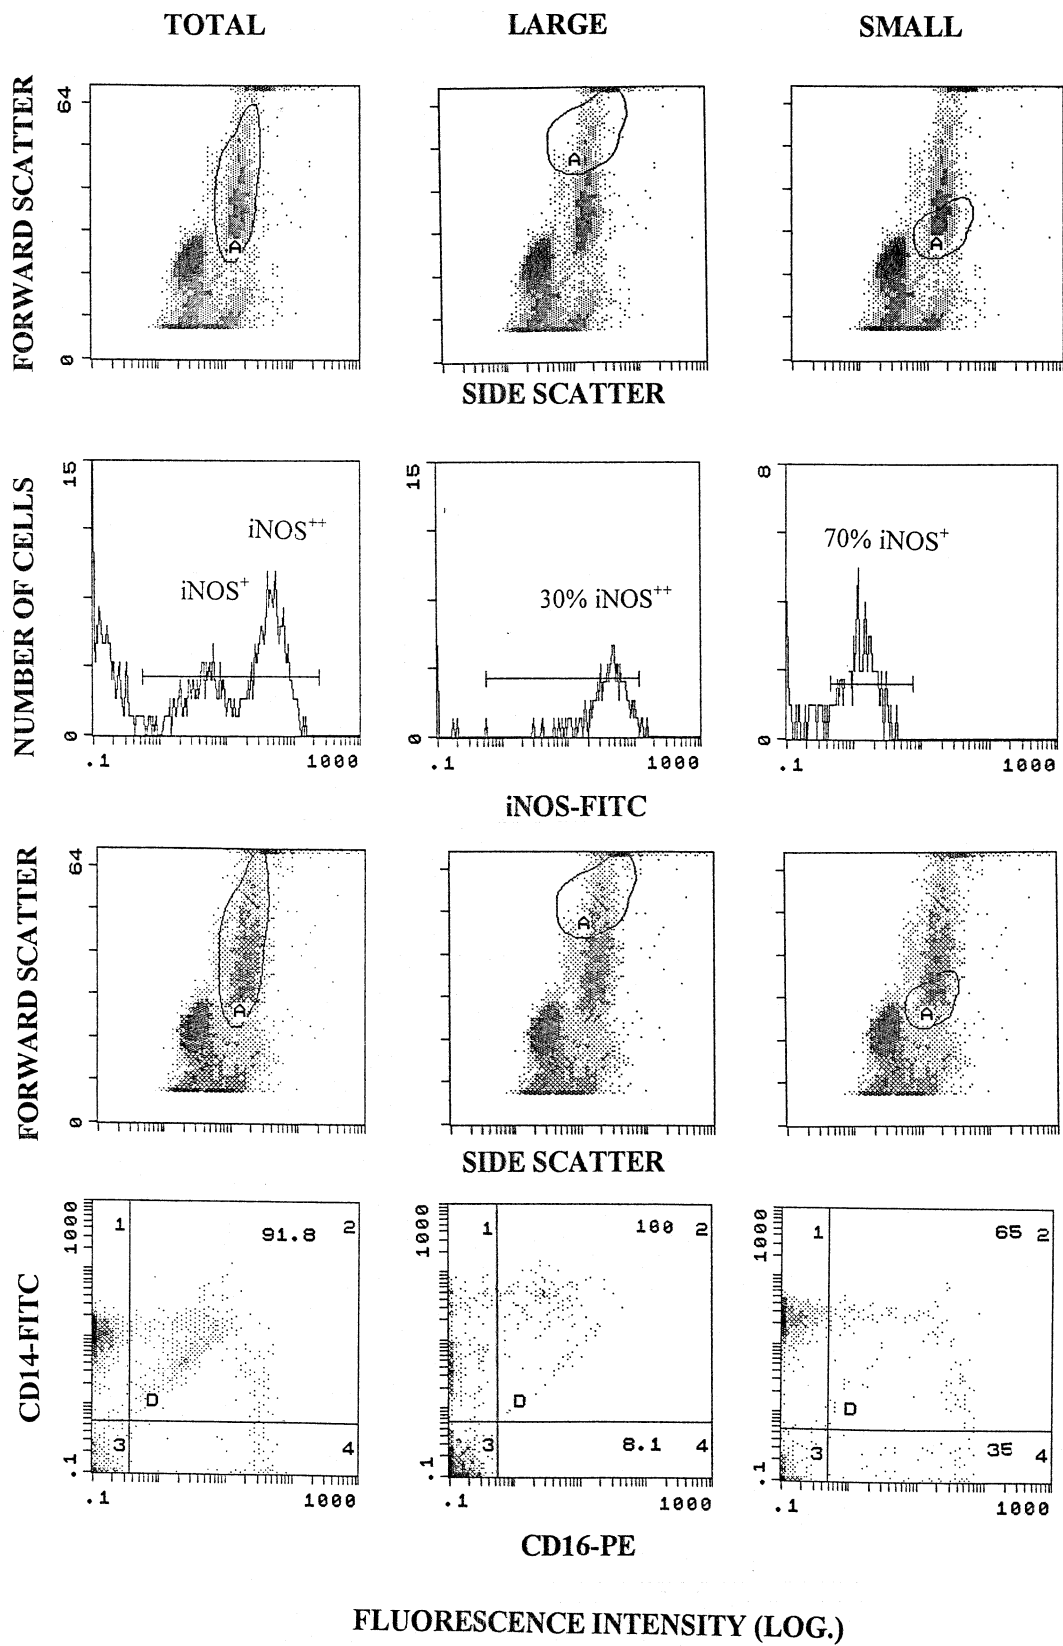 TOTAL LARGE SMALL
FORWARD SCATTER
64
0
A
A
A
SIDE SCATTER
NUMBER OF CELLS
15
0
iNOS+
iNOS++
.1 1000
15
0
30% iNOS++
.1 1000
8
0
70% iNOS+
.1 1000
iNOS-FITC
FORWARD SCATTER
64
0
A
A
A
SIDE SCATTER
CD14-FITC
1000
.1
1 91.8 2
D
3 4
.1 1000
1000
.1
1 100 2
D
3 8.1 4
.1 1000
1000
.1
1 65 2
D
3 35 4
.1 1000
CD16-PE
FLUORESCENCE INTENSITY (LOG.)